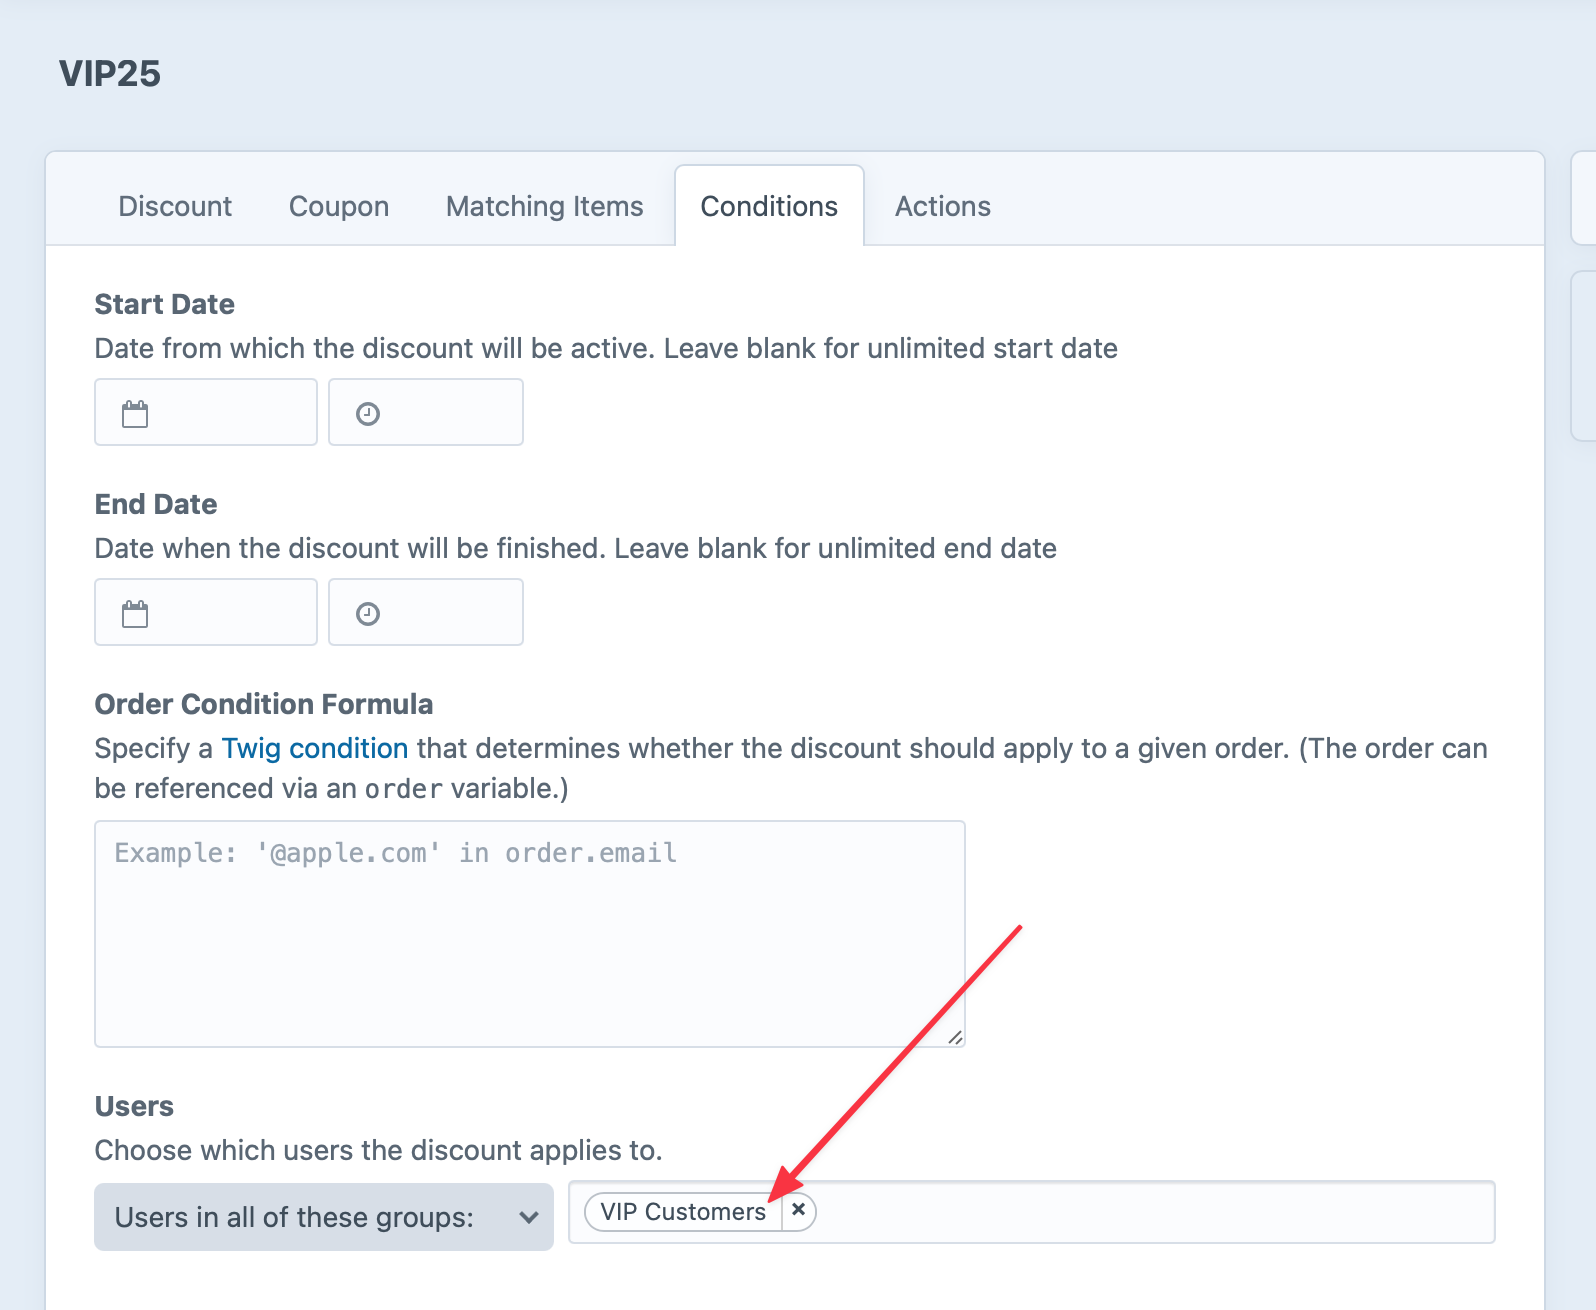 VIP25
Discount
Coupon
Matching Items
Conditions
Actions
Start Date
Date from which the discount will be active. Leave blank for unlimited start date
End Date
Date when the discount will be finished. Leave blank for unlimited end date
Order Condition Formula
Specify a Twig condition that determines whether the discount should apply to a given order. (The order can
be referenced via an order variable.)
Example: '@apple.com' in order.email
Users
Choose which users the discount applies to.
Users in all of these groups:
VIP Customers